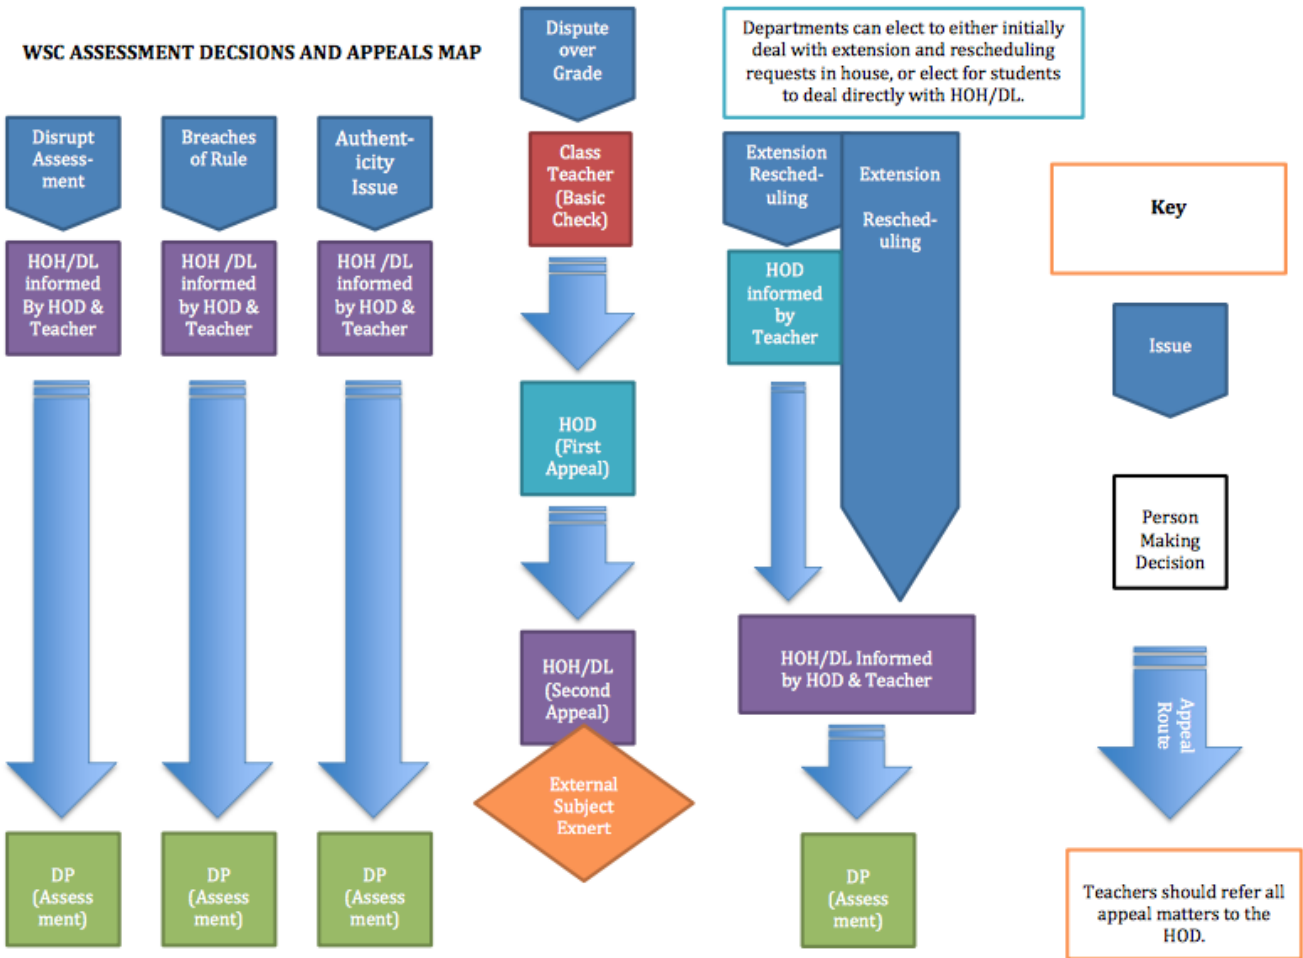 WSC ASSESSMENT DECSIONS AND APPEALS MAP
Disrupt
Assess-
ment
HOH/DL
informed
By HOD &
Teacher
DP
(Assess
ment)
Breaches
of Rule
HOH /DL
informed
by HOD &
Teacher
DP
(Assess
ment)
Authent-
icity
Issue
HOH /DL
informed
by HOD &
Teacher
DP
(Assess
ment)
Dispute
over
Grade
Class
Teacher
(Basic
Check)
HOD
(First
Appeal)
HOH/DL
(Second
Appeal)
External
Subject
Expert
Departments can elect to either initially
deal with extension and rescheduling
requests in house, or elect for students
to deal directly with HOH/DL.
Extension
Resched-
uling
HOD
informed
by
Teacher
Extension
Resched-
uling
HOH/DL Informed
by HOD & Teacher
DP
(Assess
ment)
Key
Issue
Person
Making
Decision
Appeal
Route
Teachers should refer all
appeal matters to the
HOD.